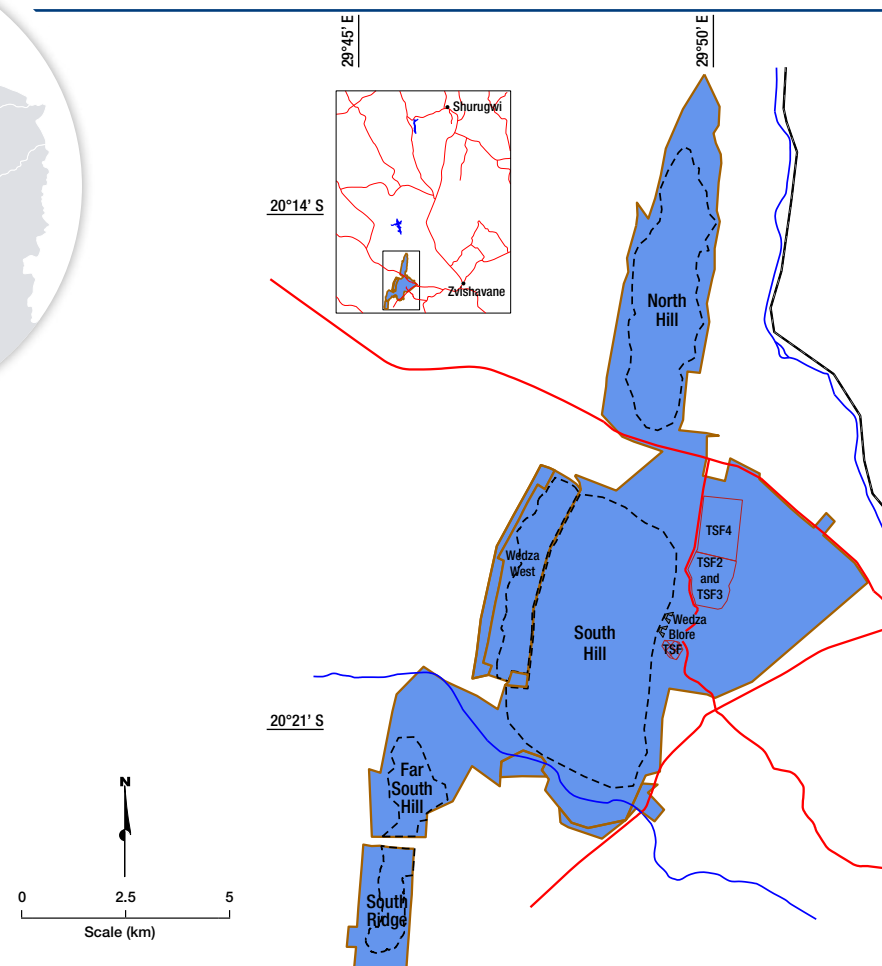 29°45' E
29°50' E
Shurugwi
20°14' S
Zvishavane
North
Hill
TSF4
Wedza
West
TSF2
and
TSF3
Wedza
Blore
TSF
South
Hill
20°21' S
Far
South
Hill
N
0 2.5 5
Scale (km)
South
Ridge